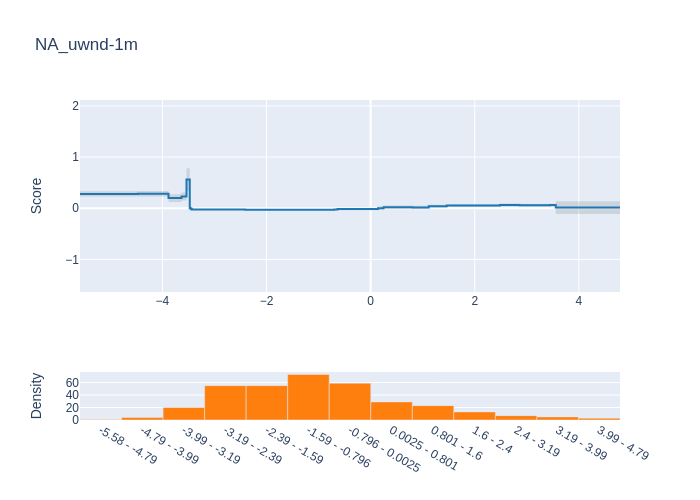 NA_uwnd-1m
Score
2
1
0
−1
−4
−2
0
2
4
Density
60
40
20
0
-5.58 - -4.79
-4.79 - -3.99
-3.99 - -3.19
-3.19 - -2.39
-2.39 - -1.59
-1.59 - -0.796
-0.796 - 0.0025
0.0025 - 0.801
0.801 - 1.6
1.6 - 2.4
2.4 - 3.19
3.19 - 3.99
3.99 - 4.79